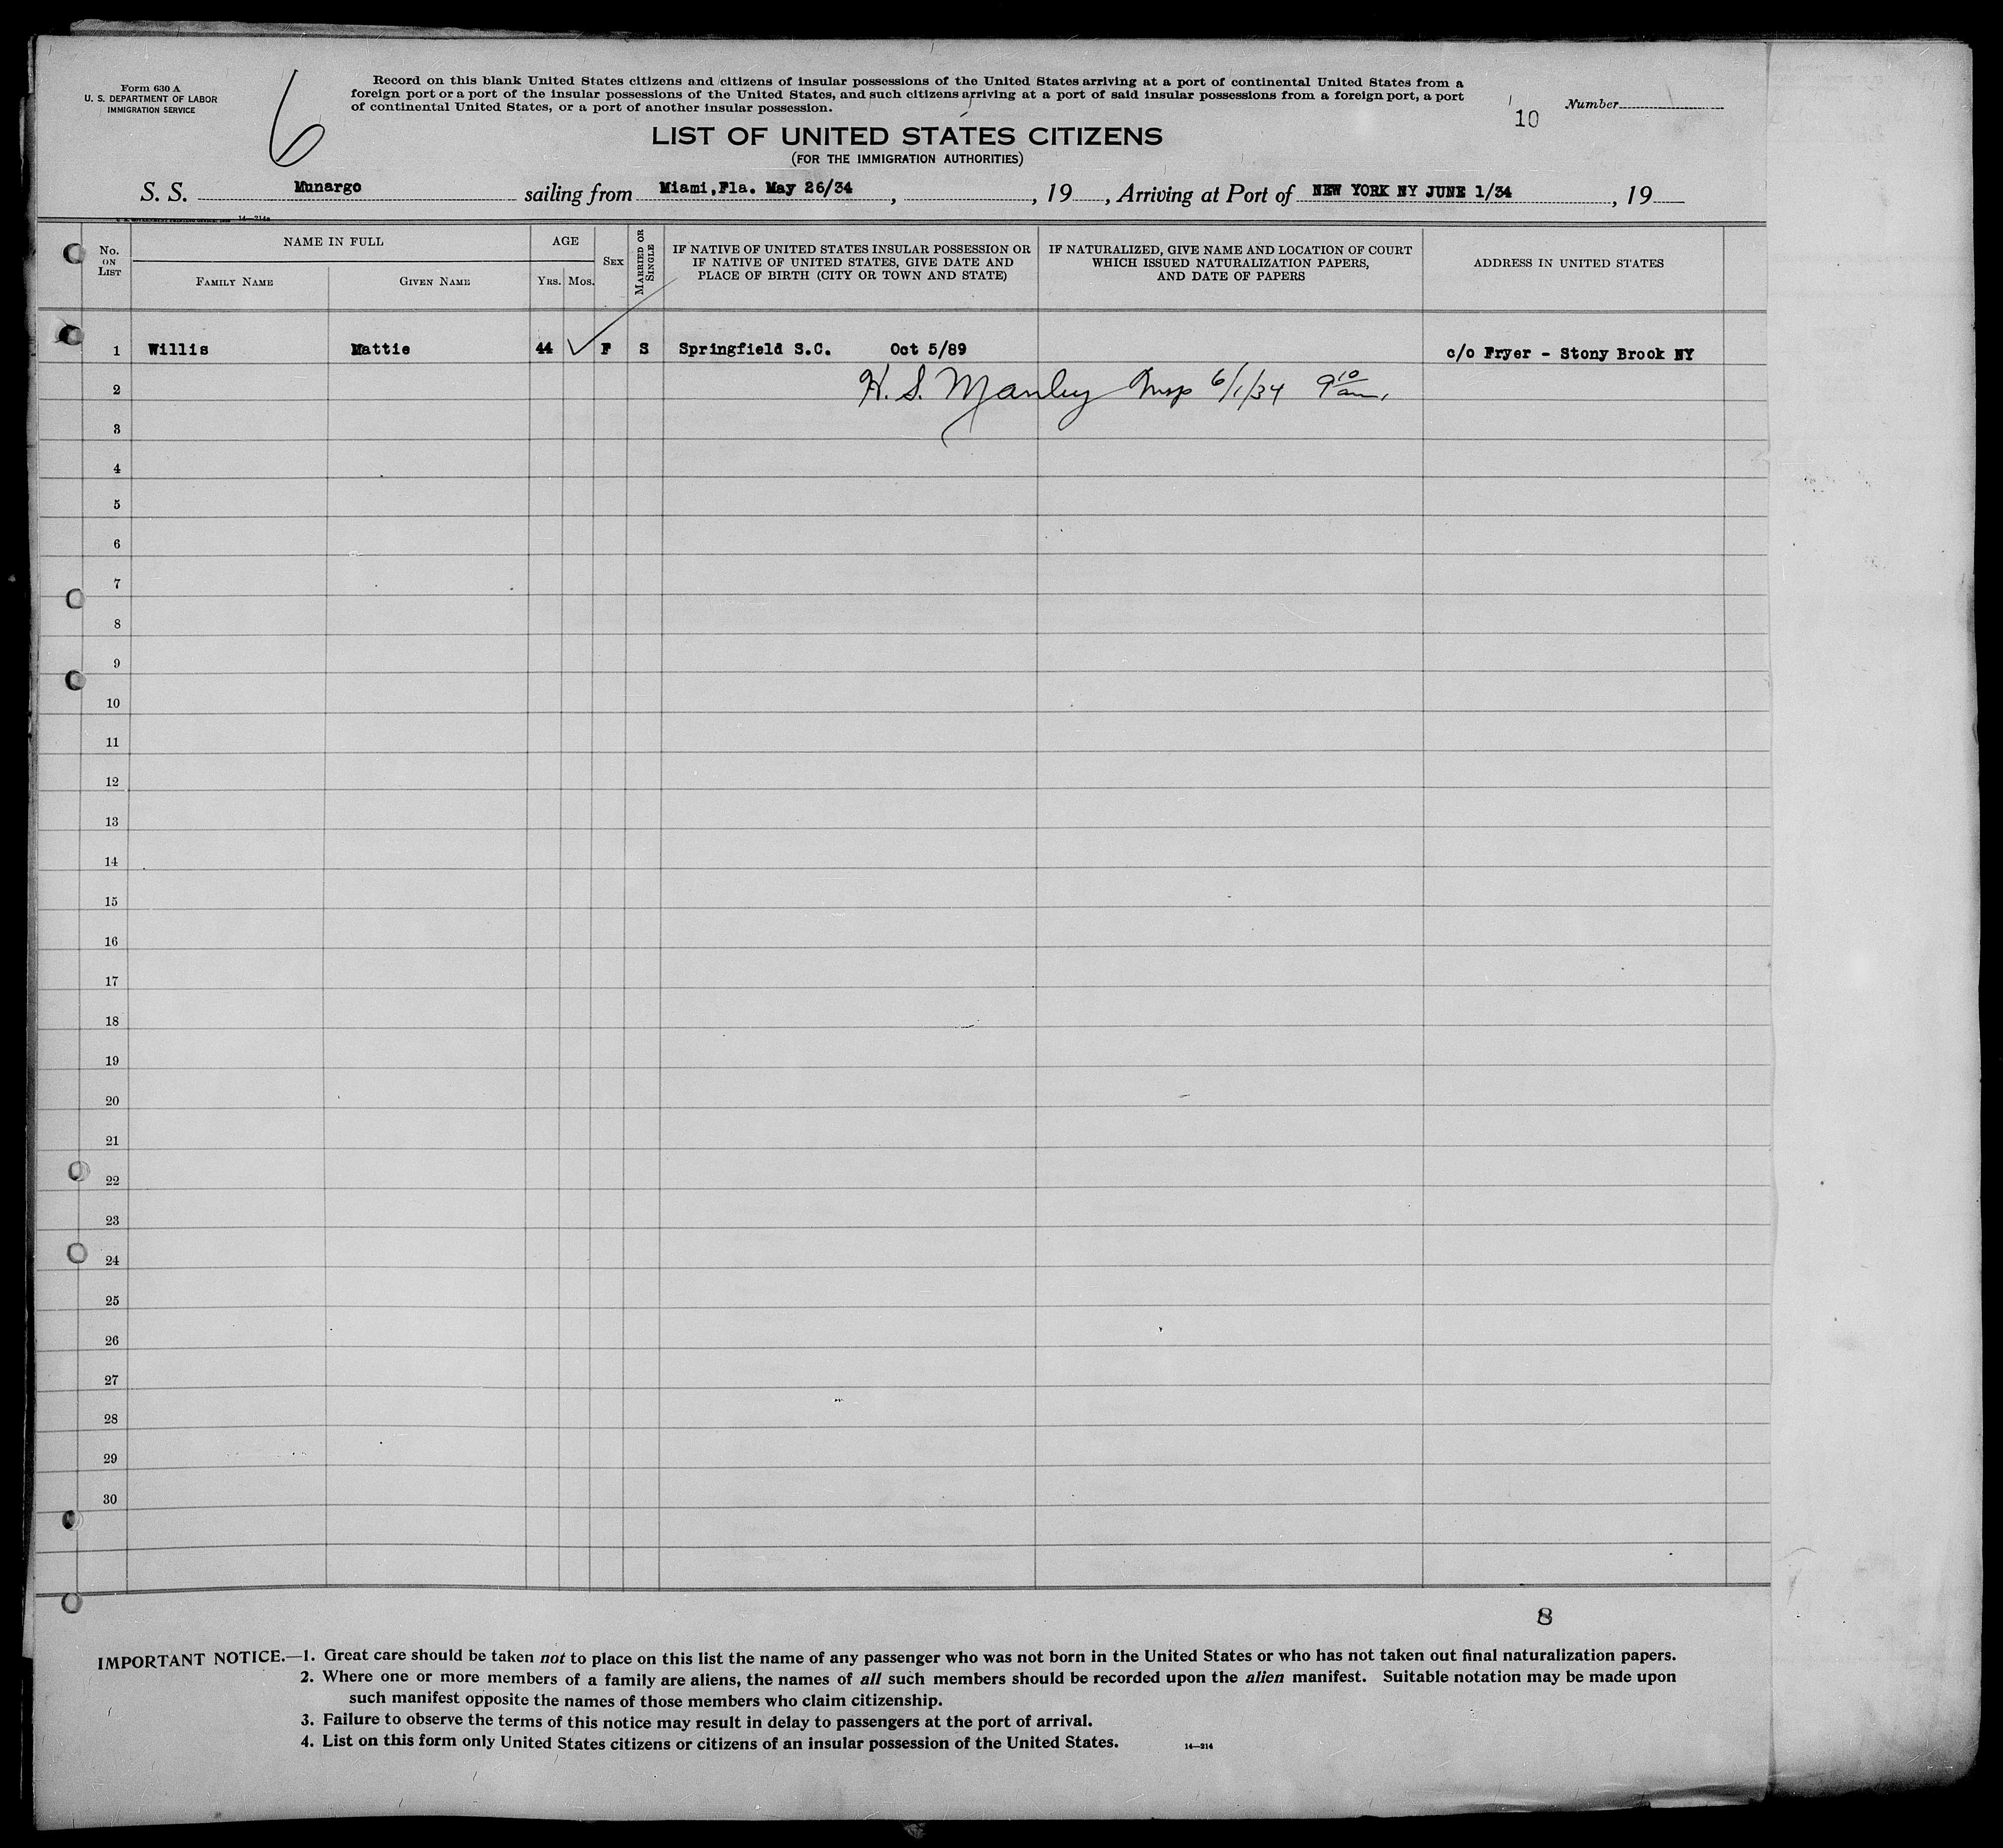 Form 630 A
U. S. DEPARTMENT OF LABOR
IMMIGRATION SERVICE
6
Record on this blank United States citizens and citizens of insular possessions of the United States arriving at a port of continental United States from a
foreign port or a port of the insular possessions of the United States, and such citizens arriving at a port of said insular possessions from a foreign port, a port
of continental United States, or a port of another insular possession.
10
Number
LIST OF UNITED STATES CITIZENS
(FOR THE IMMIGRATION AUTHORITIES)
S. S. Munargo sailing from Miami,Fla. May 26/34, , 19 , Arriving at Port of NEW YORK NY JUNE 1/34, 19
14—214a
No. ON LIST
NAME IN FULL
FAMILY NAME
GIVEN NAME
AGE
YRS.
MOS.
SEX
MARRIED OR SINGLE
IF NATIVE OF UNITED STATES INSULAR POSSESSION OR
IF NATIVE OF UNITED STATES, GIVE DATE AND
PLACE OF BIRTH (CITY OR TOWN AND STATE)
IF NATURALIZED, GIVE NAME AND LOCATION OF COURT
WHICH ISSUED NATURALIZATION PAPERS,
AND DATE OF PAPERS
ADDRESS IN UNITED STATES
1 Willis Mattie 44 F S Springfield S.C. Oct 5/89 c/o Fryer - Stony Brook NY
2 H. S. Manley Insp 6/1/34 9 10 am.
3
4
5
6
7
8
9
10
11
12
13
14
15
16
17
18
19
20
21
22
23
24
25
26
27
28
29
30
8
IMPORTANT NOTICE.—1. Great care should be taken not to place on this list the name of any passenger who was not born in the United States or who has not taken out final naturalization papers.
2. Where one or more members of a family are aliens, the names of all such members should be recorded upon the alien manifest. Suitable notation may be made upon
such manifest opposite the names of those members who claim citizenship.
3. Failure to observe the terms of this notice may result in delay to passengers at the port of arrival.
4. List on this form only United States citizens or citizens of an insular possession of the United States.
14—214